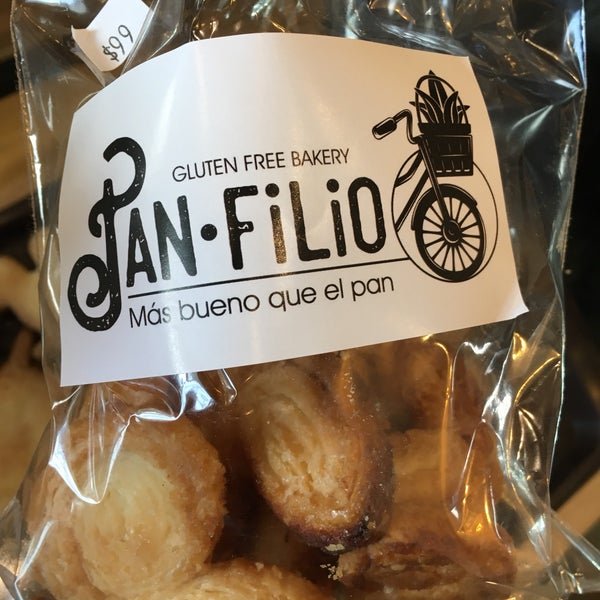 $99
GLUTEN FREE BAKERY
PAN•FiLiO
Más bueno que el pan